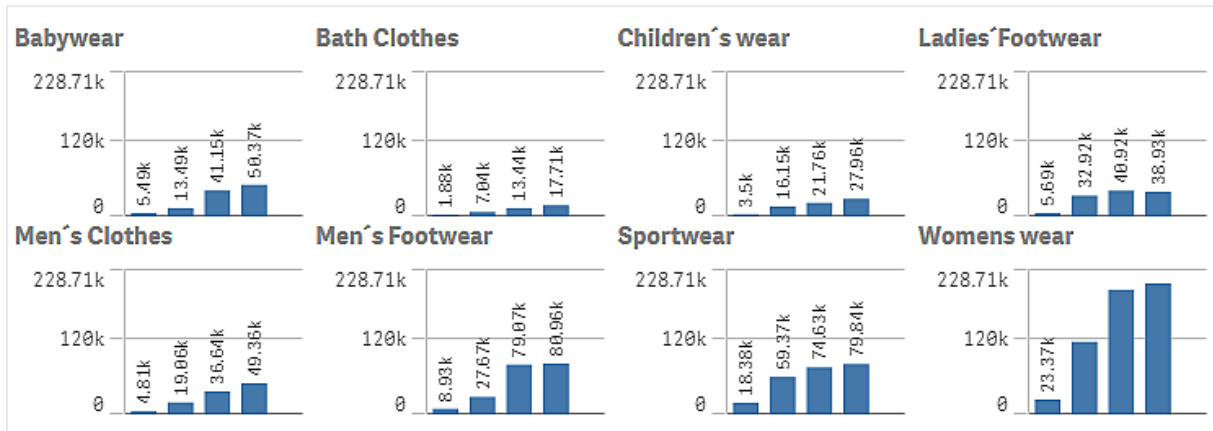 Babywear
228.71k
120k
0
5.49k
13.49k
41.15k
50.37k
Bath Clothes
228.71k
120k
0
1.88k
7.04k
13.44k
17.71k
Children´s wear
228.71k
120k
0
3.5k
16.15k
21.76k
27.96k
Ladies´Footwear
228.71k
120k
0
5.69k
32.92k
40.92k
38.93k
Men´s Clothes
228.71k
120k
0
4.81k
19.06k
36.64k
49.36k
Men´s Footwear
228.71k
120k
0
8.93k
27.67k
79.07k
80.96k
Sportwear
228.71k
120k
0
18.38k
59.37k
74.63k
79.84k
Womens wear
228.71k
120k
0
23.37k